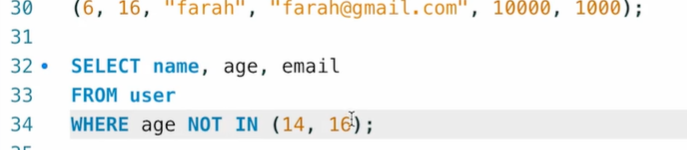 30 (6, 16, "farah", "farah@gmail.com", 10000, 1000);
31
32 SELECT name, age, email
33 FROM user
34 WHERE age NOT IN (14, 16);